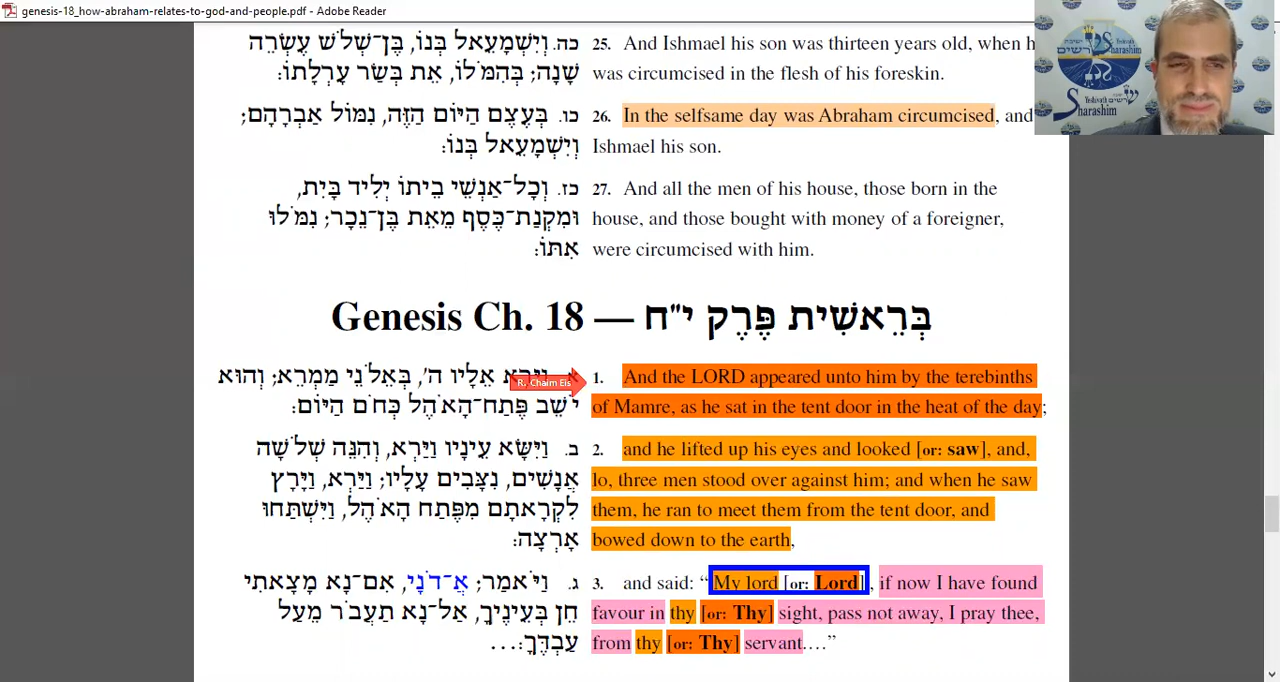 genesis-18_how-abraham-relates-to-god-and-people.pdf - Adobe Reader
Yeshivath
Sharashim
כה. וְיִשְׁמָעֵאל בְּנוֹ, בֶּן־שְׁלֹשׁ עֶשְׂרֵה
שָׁנָה; בְּהִמֹּלוֹ, אֵת בְּשַׂר עָרְלָתוֹ:
25. And Ishmael his son was thirteen years old, when h
was circumcised in the flesh of his foreskin.
כו. בְּעֶצֶם הַיּוֹם הַזֶּה, נִמּוֹל אַבְרָהָם;
וְיִשְׁמָעֵאל בְּנוֹ:
26. In the selfsame day was Abraham circumcised, and
Ishmael his son.
כז. וְכָל־אַנְשֵׁי בֵיתוֹ יְלִיד בָּיִת,
וּמִקְנַת־כֶּסֶף מֵאֵת בֶּן־נֵכָר; נִמֹּלוּ
אִתּוֹ:
27. And all the men of his house, those born in the
house, and those bought with money of a foreigner,
were circumcised with him.
Genesis Ch. 18 — בְּרֵאשִׁית פֶּרֶק י"ח
א. וַיֵּרָא אֵלָיו ה', בְּאֵלֹנֵי מַמְרֵא; וְהוּא
יֹשֵׁב פֶּתַח־הָאֹהֶל כְּחֹם הַיּוֹם:
R. Chaim Eis
1. And the LORD appeared unto him by the terebinths
of Mamre, as he sat in the tent door in the heat of the day;
ב. וַיִּשָּׂא עֵינָיו וַיַּרְא, וְהִנֵּה שְׁלֹשָׁה
אֲנָשִׁים, נִצָּבִים עָלָיו; וַיַּרְא, וַיָּרָץ
לִקְרָאתָם מִפֶּתַח הָאֹהֶל, וַיִּשְׁתַּחוּ
אָרְצָה:
2. and he lifted up his eyes and looked [or: saw], and,
lo, three men stood over against him; and when he saw
them, he ran to meet them from the tent door, and
bowed down to the earth,
ג. וַיֹּאמַר; אֲ־דֹנָי, אִם־נָא מָצָאתִי
חֵן בְּעֵינֶיךָ, אַל־נָא תַעֲבֹר מֵעַל
עַבְדֶּךָ:...
3. and said: “My lord [or: Lord], if now I have found
favour in thy [or: Thy] sight, pass not away, I pray thee,
from thy [or: Thy] servant....”